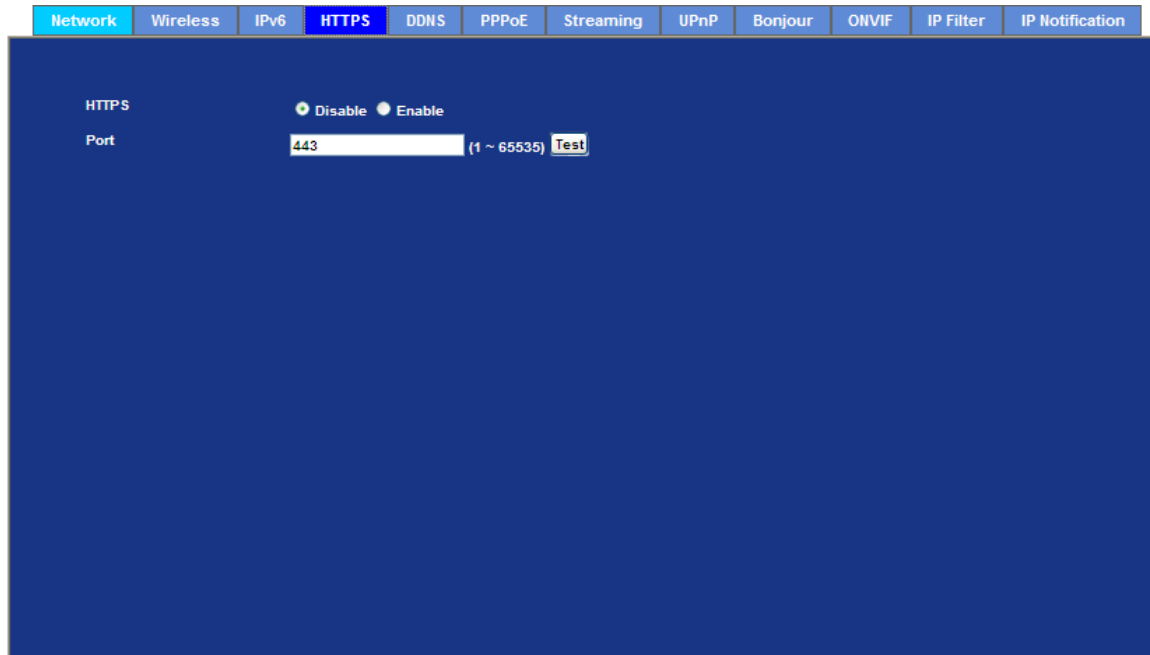 Network Wireless IPv6 HTTPS DDNS PPPoE Streaming UPnP Bonjour ONVIF IP Filter IP Notification
HTTPS Disable Enable
Port 443 (1 ~ 65535) Test